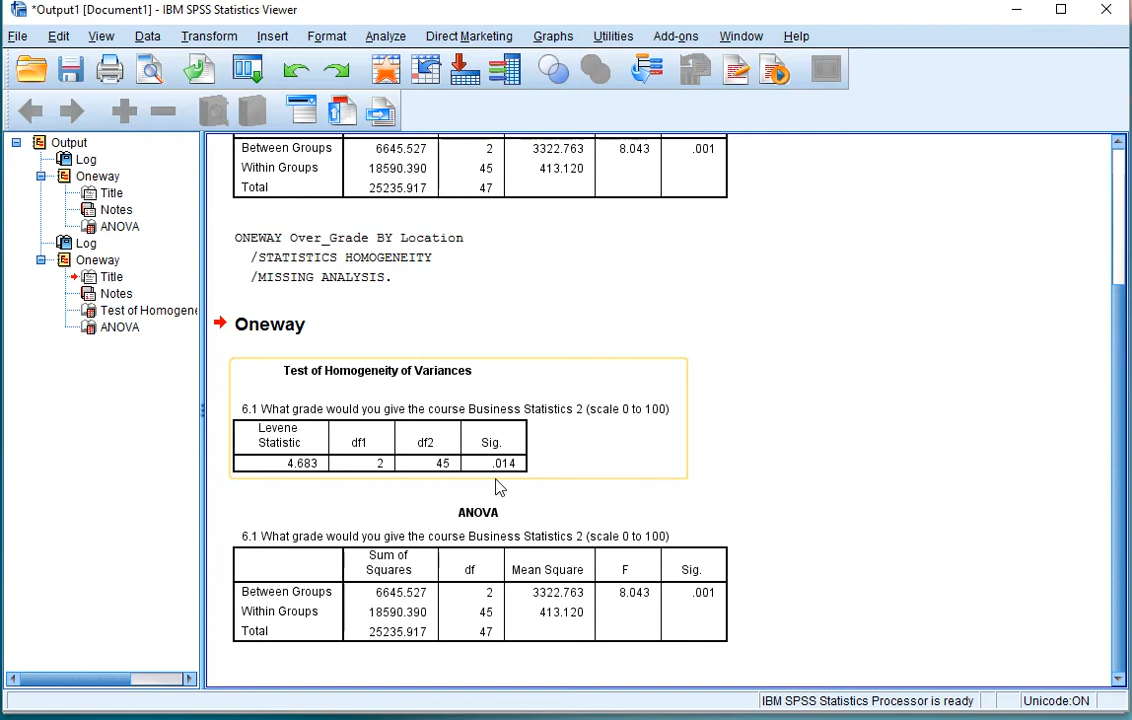 *Output1 [Document1] - IBM SPSS Statistics Viewer
File Edit View Data Transform Insert Format Analyze Direct Marketing Graphs Utilities Add-ons Window Help
Output
Log
Oneway
Title
Notes
ANOVA
Log
Oneway
Title
Notes
Test of Homogene
ANOVA
Between Groups 6645.527 2 3322.763 8.043 .001
Within Groups 18590.390 45 413.120
Total 25235.917 47
ONEWAY Over_Grade BY Location
/STATISTICS HOMOGENEITY
/MISSING ANALYSIS.
Oneway
Test of Homogeneity of Variances
6.1 What grade would you give the course Business Statistics 2 (scale 0 to 100)
Levene
Statistic df1 df2 Sig.
4.683 2 45 .014
ANOVA
6.1 What grade would you give the course Business Statistics 2 (scale 0 to 100)
Sum of
Squares df Mean Square F Sig.
Between Groups 6645.527 2 3322.763 8.043 .001
Within Groups 18590.390 45 413.120
Total 25235.917 47
IBM SPSS Statistics Processor is ready Unicode:ON